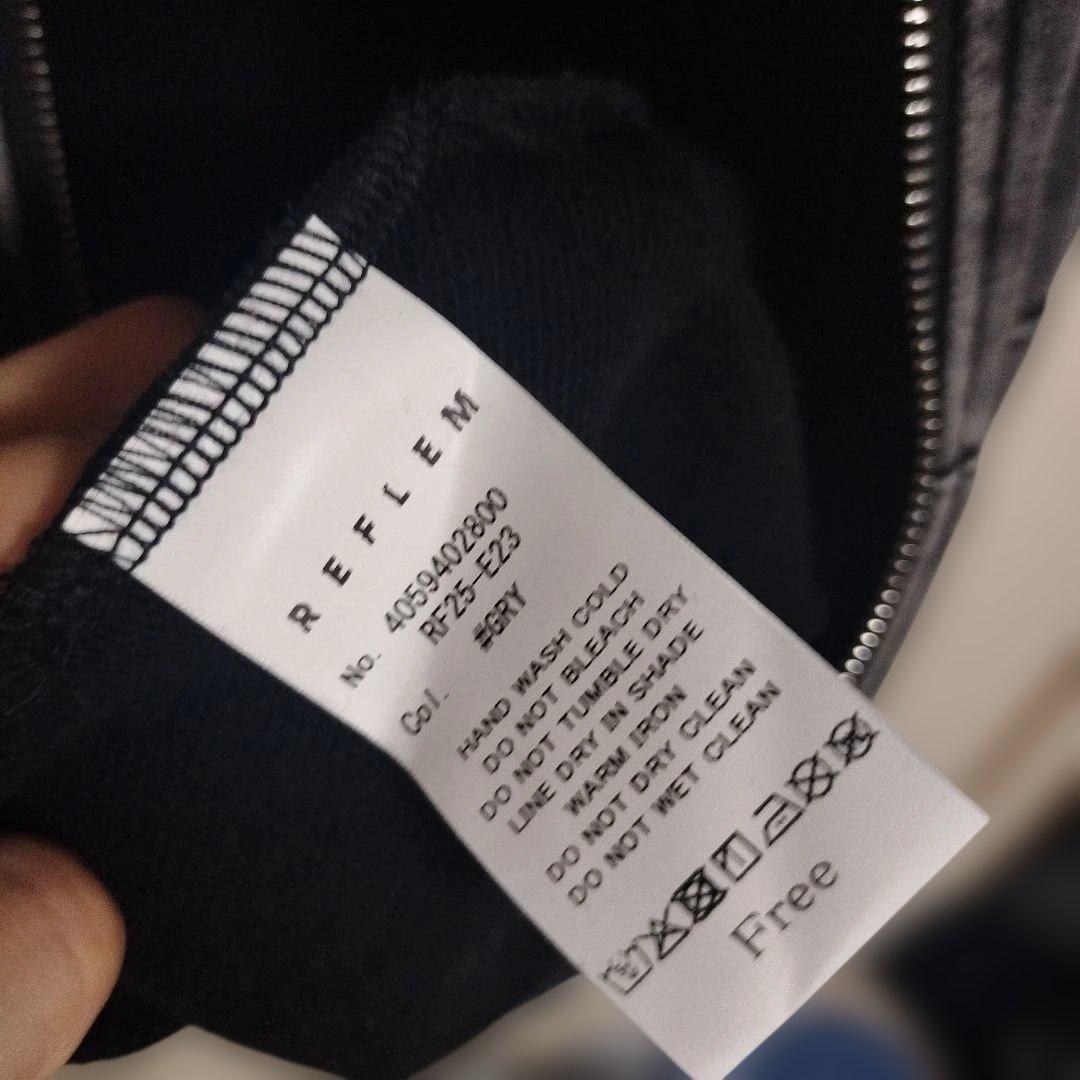 REFLEM
No. 4059402800
RF25-E23
Col. #GRY
HAND WASH COLD
DO NOT BLEACH
DO NOT TUMBLE DRY
LINE DRY IN SHADE
WARM IRON
DO NOT DRY CLEAN
DO NOT WET CLEAN
Free